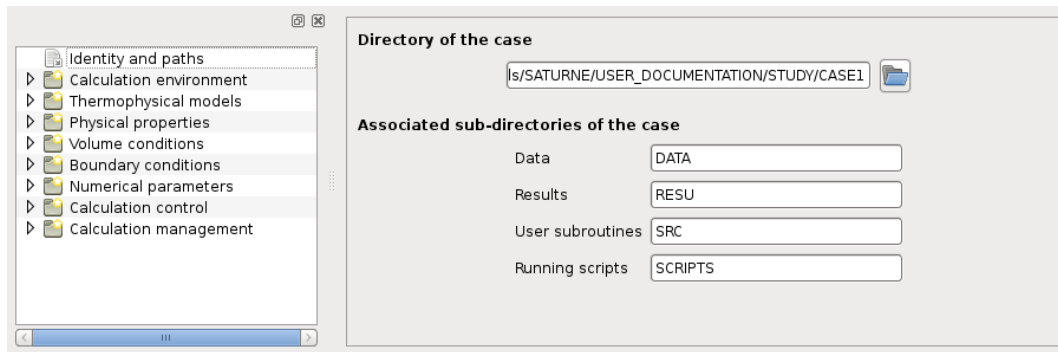 Identity and paths
Calculation environment
Thermophysical models
Physical properties
Volume conditions
Boundary conditions
Numerical parameters
Calculation control
Calculation management
Directory of the case
ls/SATURNE/USER_DOCUMENTATION/STUDY/CASE1
Associated sub-directories of the case
Data DATA
Results RESU
User subroutines SRC
Running scripts SCRIPTS